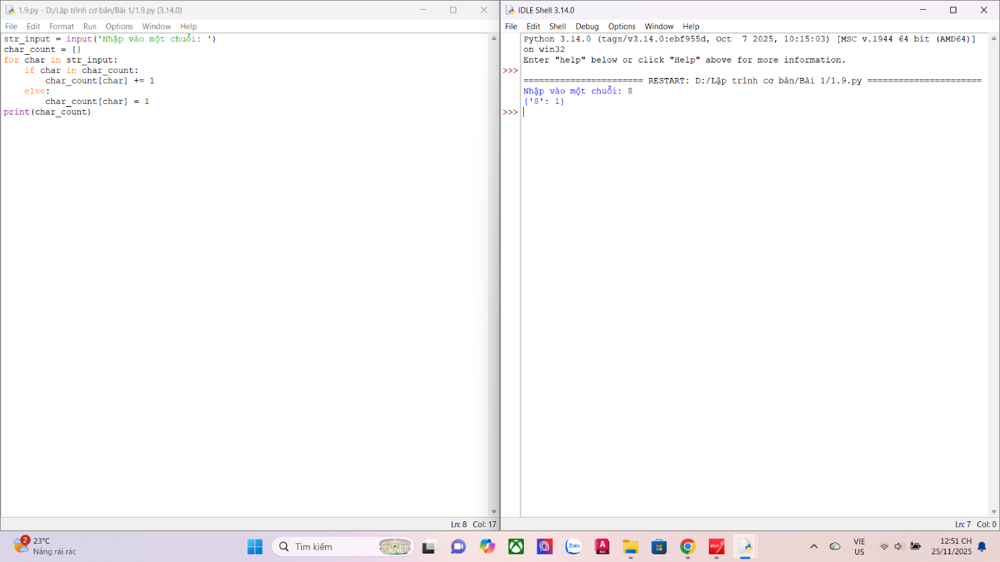 1.9.py - D:/Lập trình cơ bản/Bài 1/1.9.py (3.14.0)
File Edit Format Run Options Window Help
str_input = input('Nhập vào một chuỗi: ')
char_count = {}
for char in str_input:
    if char in char_count:
        char_count[char] += 1
    else:
        char_count[char] = 1
print(char_count)
Ln: 8 Col: 17
IDLE Shell 3.14.0
File Edit Shell Debug Options Window Help
Python 3.14.0 (tags/v3.14.0:ebf955d, Oct  7 2025, 10:15:03) [MSC v.1944 64 bit (AMD64)]
on win32
Enter "help" below or click "Help" above for more information.
>>>
======================= RESTART: D:/Lập trình cơ bản/Bài 1/1.9.py ======================
Nhập vào một chuỗi: 8
{'8': 1}
>>>
Ln: 7 Col: 0
2
23°C
Nắng rải rác
Tìm kiếm
Zalo
A
ELC
PDF
VIE
US
12:51 CH
25/11/2025